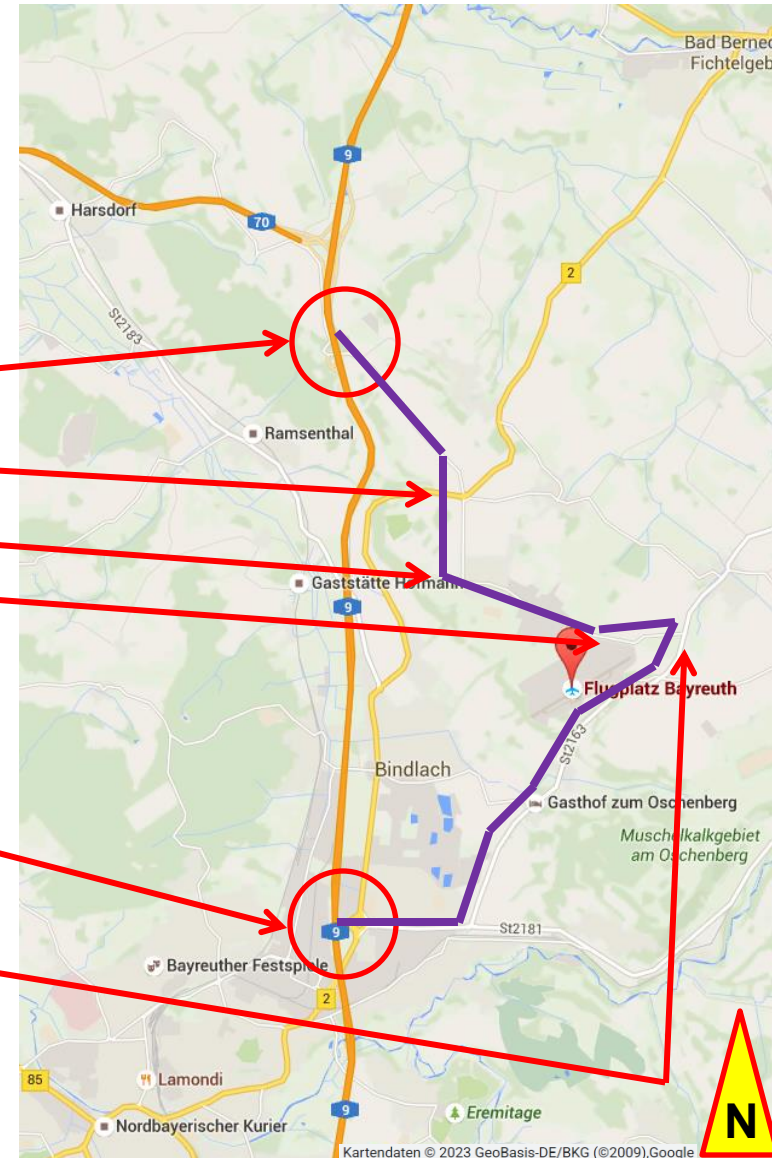 Bad Berneck
Fichtelgeb
9
Harsdorf
70
2
St2183
Ramsenthal
Gaststätte Hofmann
9
Flugplatz Bayreuth
St2163
Bindlach
Gasthof zum Oschenberg
Muschelkalkgebiet
am Oschenberg
9
St2181
Bayreuther Festspiele
2
85
Lamondi
Eremitage
9
Nordbayerischer Kurier
N
Kartendaten © 2023 GeoBasis-DE/BKG (©2009),Google